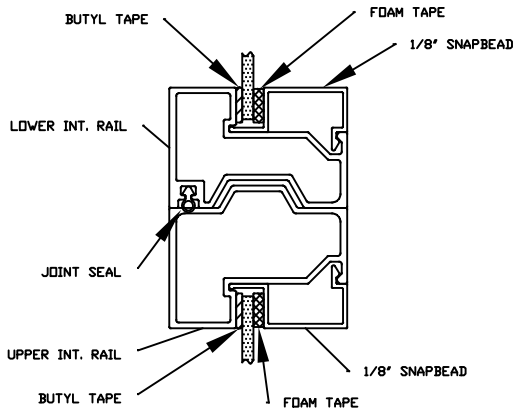 BUTYL TAPE
FOAM TAPE
1/8" SNAPBEAD
LOWER INT. RAIL
JOINT SEAL
UPPER INT. RAIL
1/8" SNAPBEAD
BUTYL TAPE
FOAM TAPE